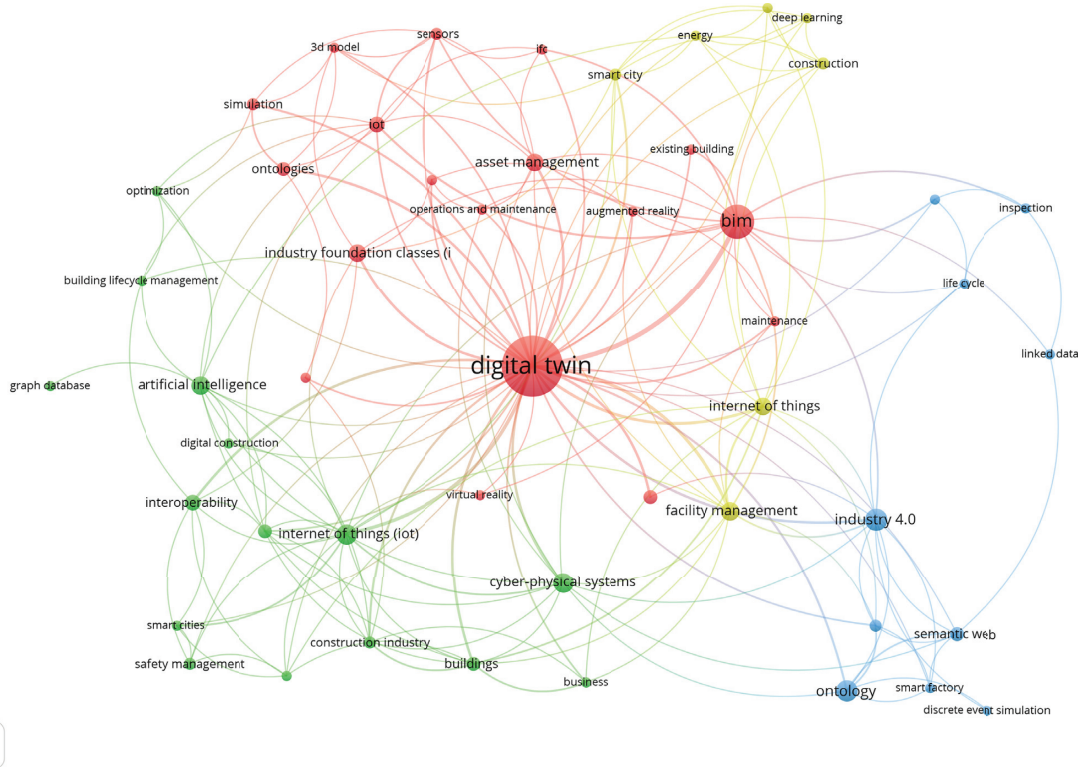 deep learning
energy
sensors
3d model
ifc
construction
smart city
simulation
iot
existing building
asset management
ontologies
optimization
operations and maintenance
augmented reality
inspection
bim
industry foundation classes (i
building lifecycle management
life cycle
maintenance
linked data
digital twin
graph database
artificial intelligence
internet of things
digital construction
virtual reality
interoperability
facility management
industry 4.0
internet of things (iot)
cyber-physical systems
smart cities
semantic web
construction industry
safety management
buildings
business
ontology
smart factory
discrete event simulation